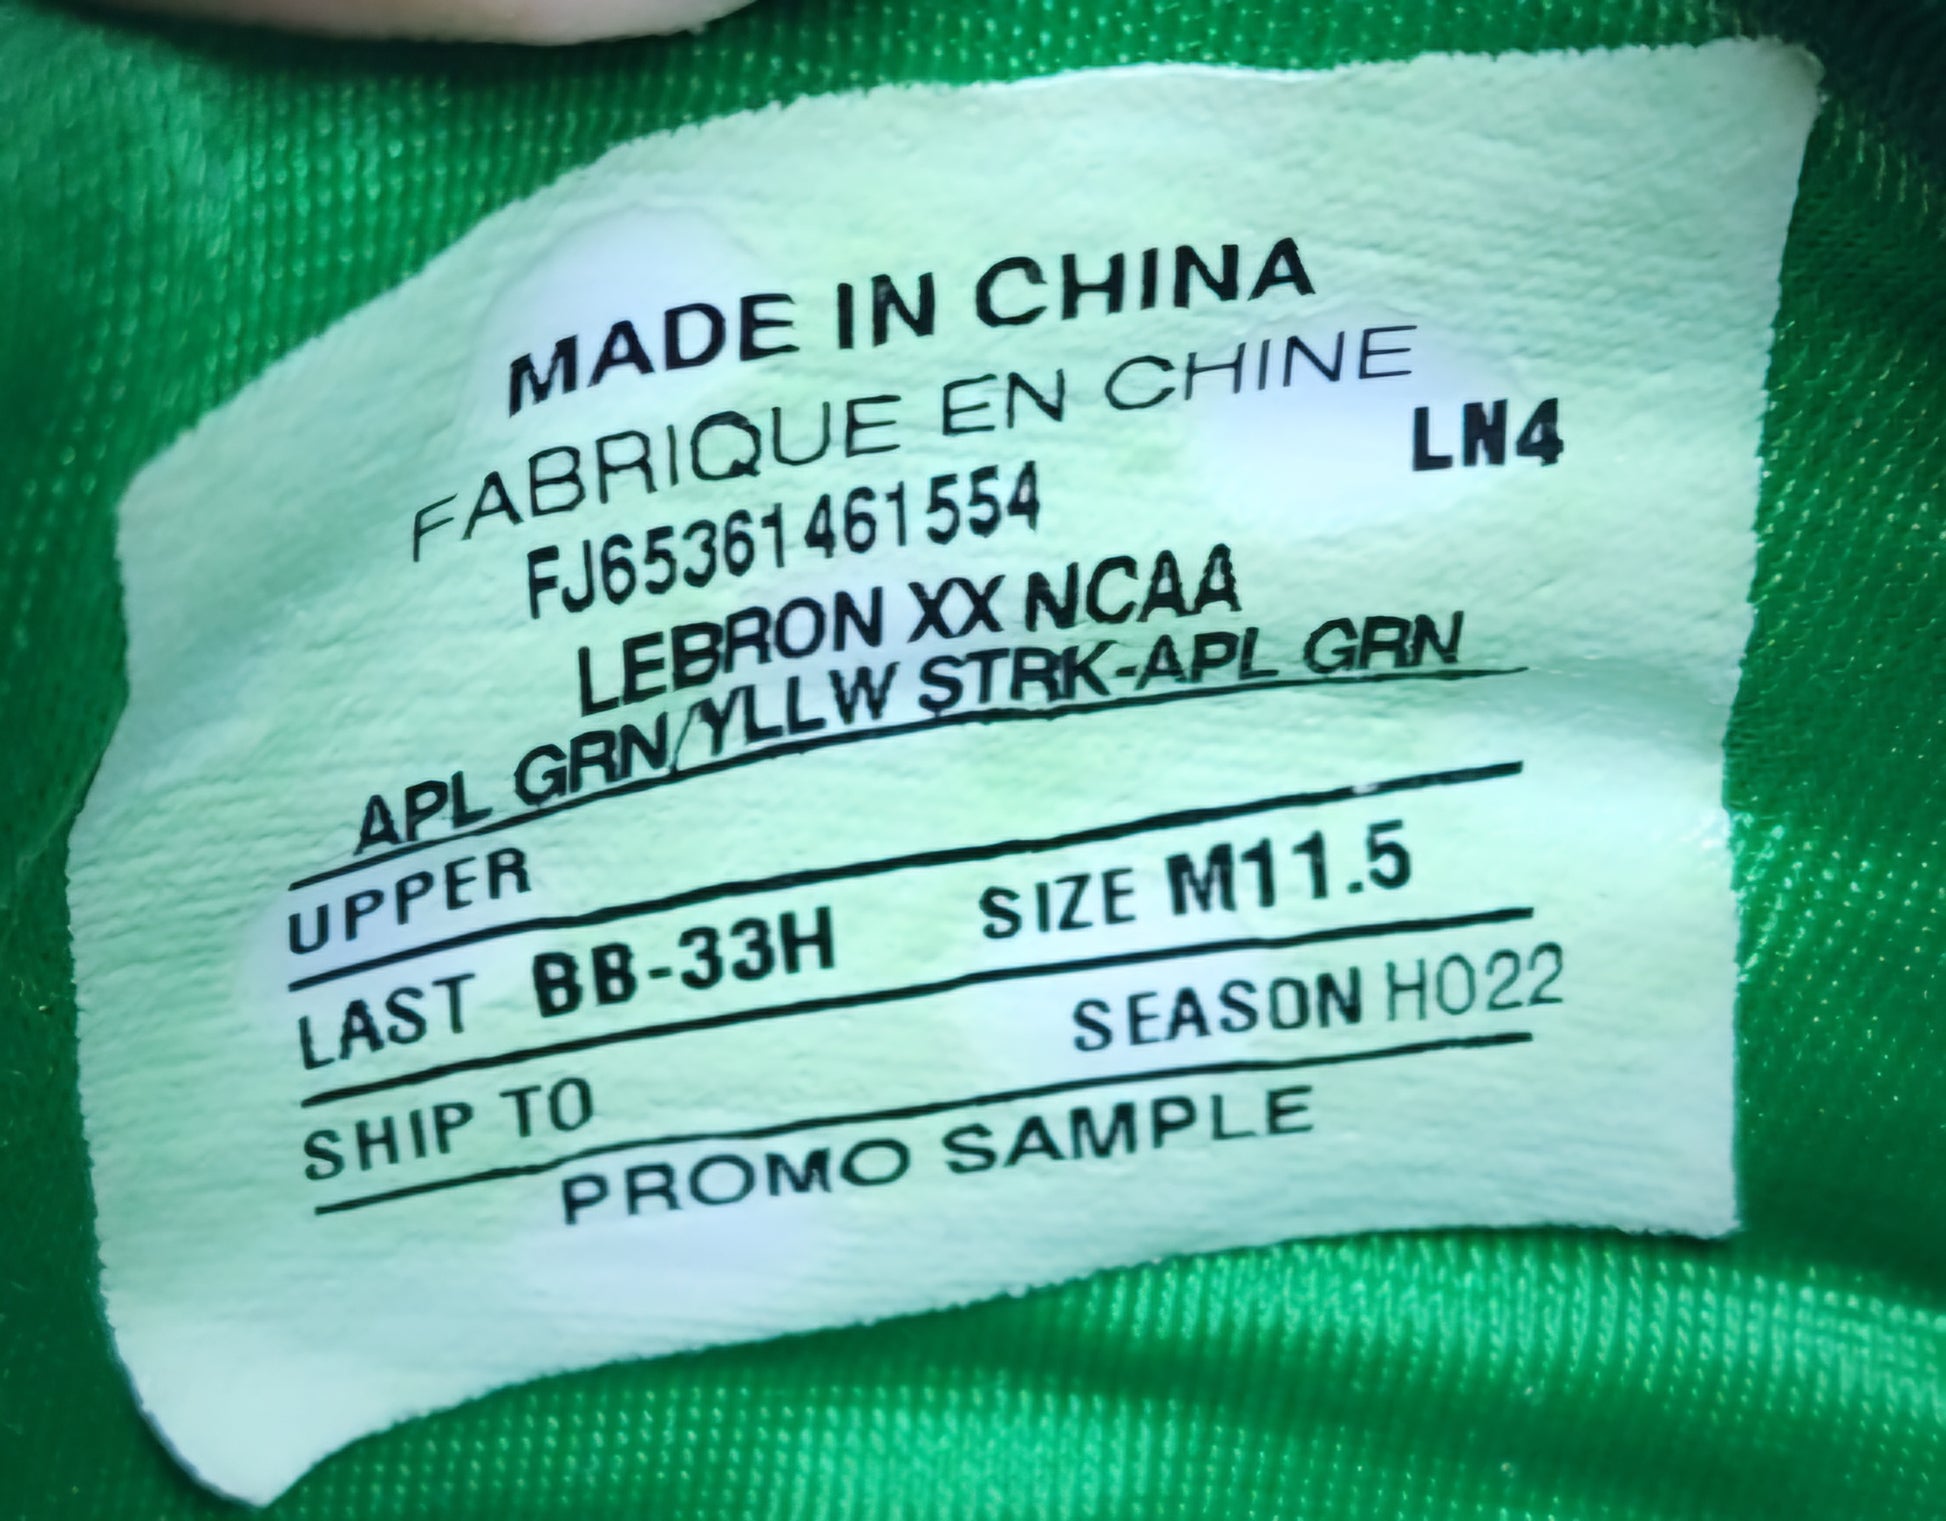 MADE IN CHINA
FABRIQUE EN CHINE
LN4
FJ65361461554
LEBRON XX NCAA
APL GRN/YLLW STRK-APL GRN
UPPER
LAST BB-33H SIZE M11.5
SHIP TO SEASON HO22
PROMO SAMPLE